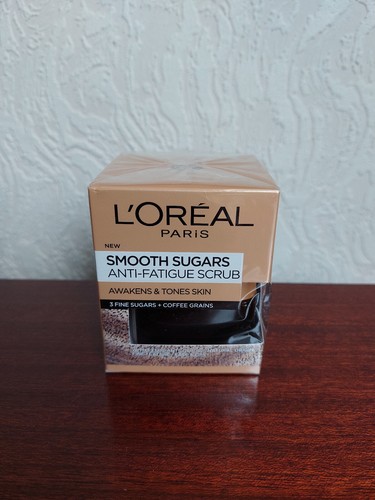 L'ORÉAL
PARIS
NEW
SMOOTH SUGARS
ANTI-FATIGUE SCRUB
AWAKENS & TONES SKIN
3 FINE SUGARS + COFFEE GRAINS